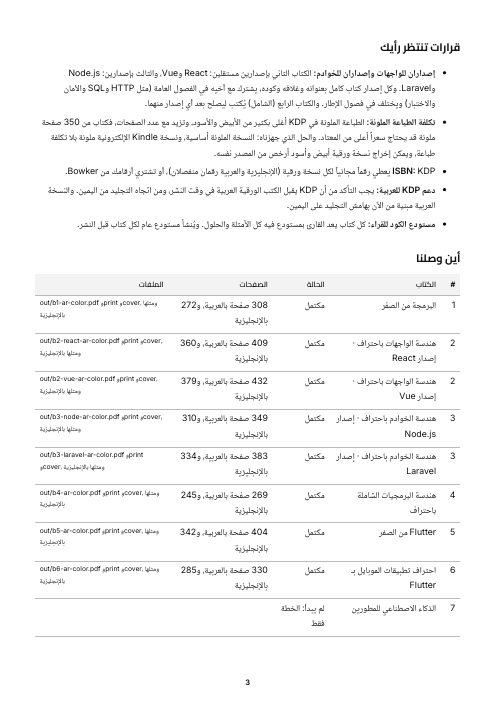 قرارات تنتظر رأيك
• إصداران للواجهات وإصداران للخوادم: الكتاب الثاني بإصدارين مستقلين: React وVue، والثالث بإصدارين: Node.js
وLaravel. وكل إصدار كتاب كامل بعنوانه وغلافه وكوده، يشترك مع أخيه في الفصول العامة (مثل HTTP وSQL والأمان
والاختبار) ويختلف في فصول الإطار. والكتاب الرابع (الشامل) يُكتب ليصلح بعد أي إصدار منهما.
• تكلفة الطباعة الملونة: الطباعة الملونة في KDP أغلى بكثير من الأبيض والأسود، وتزيد مع عدد الصفحات، فكتاب من 350 صفحة
ملونة قد يحتاج سعراً أعلى من المعتاد. والحل الذي جهزناه: النسخة الملونة أساسية، ونسخة Kindle الإلكترونية ملونة بلا تكلفة
طباعة، ويمكن إخراج نسخة ورقية أبيض وأسود أرخص من المصدر نفسه.
• ISBN: KDP يعطي رقماً مجانياً لكل نسخة ورقية (الإنجليزية والعربية رقمان منفصلان)، أو تشتري أرقامك من Bowker.
• دعم KDP للعربية: يجب التأكد من أن KDP يقبل الكتب الورقية العربية في وقت النشر، ومن اتجاه التجليد من اليمين. والنسخة
العربية مبنية من الآن بهامش التجليد على اليمين.
• مستودع الكود للقراء: كل كتاب يعد القارئ بمستودع فيه كل الأمثلة والحلول. ويُنشأ مستودع عام لكل كتاب قبل النشر.
أين وصلنا
# الكتاب الحالة الصفحات الملفات
1 البرمجة من الصفر مكتمل 308 صفحة بالعربية، و272 out/b1-ar-color.pdf وprint وcover، ومثلها
بالإنجليزية بالإنجليزية
2 هندسة الواجهات باحتراف · مكتمل 409 صفحة بالعربية، و360 out/b2-react-ar-color.pdf وprint وcover،
إصدار React بالإنجليزية ومثلها بالإنجليزية
2 هندسة الواجهات باحتراف · مكتمل 432 صفحة بالعربية، و379 out/b2-vue-ar-color.pdf وprint وcover،
إصدار Vue بالإنجليزية ومثلها بالإنجليزية
3 هندسة الخوادم باحتراف · إصدار مكتمل 349 صفحة بالعربية، و310 out/b3-node-ar-color.pdf وprint وcover،
Node.js بالإنجليزية ومثلها بالإنجليزية
3 هندسة الخوادم باحتراف · إصدار مكتمل 383 صفحة بالعربية، و334 out/b3-laravel-ar-color.pdf وprint
Laravel بالإنجليزية وcover، ومثلها بالإنجليزية
4 هندسة البرمجيات الشاملة مكتمل 269 صفحة بالعربية، و245 out/b4-ar-color.pdf وprint وcover، ومثلها
باحتراف بالإنجليزية بالإنجليزية
5 Flutter من الصفر مكتمل 404 صفحة بالعربية، و342 out/b5-ar-color.pdf وprint وcover، ومثلها
بالإنجليزية بالإنجليزية
6 احتراف تطبيقات الموبايل بـ مكتمل 330 صفحة بالعربية، و285 out/b6-ar-color.pdf وprint وcover، ومثلها
Flutter بالإنجليزية بالإنجليزية
7 الذكاء الاصطناعي للمطورين لم يبدأ: الخطة
فقط
3